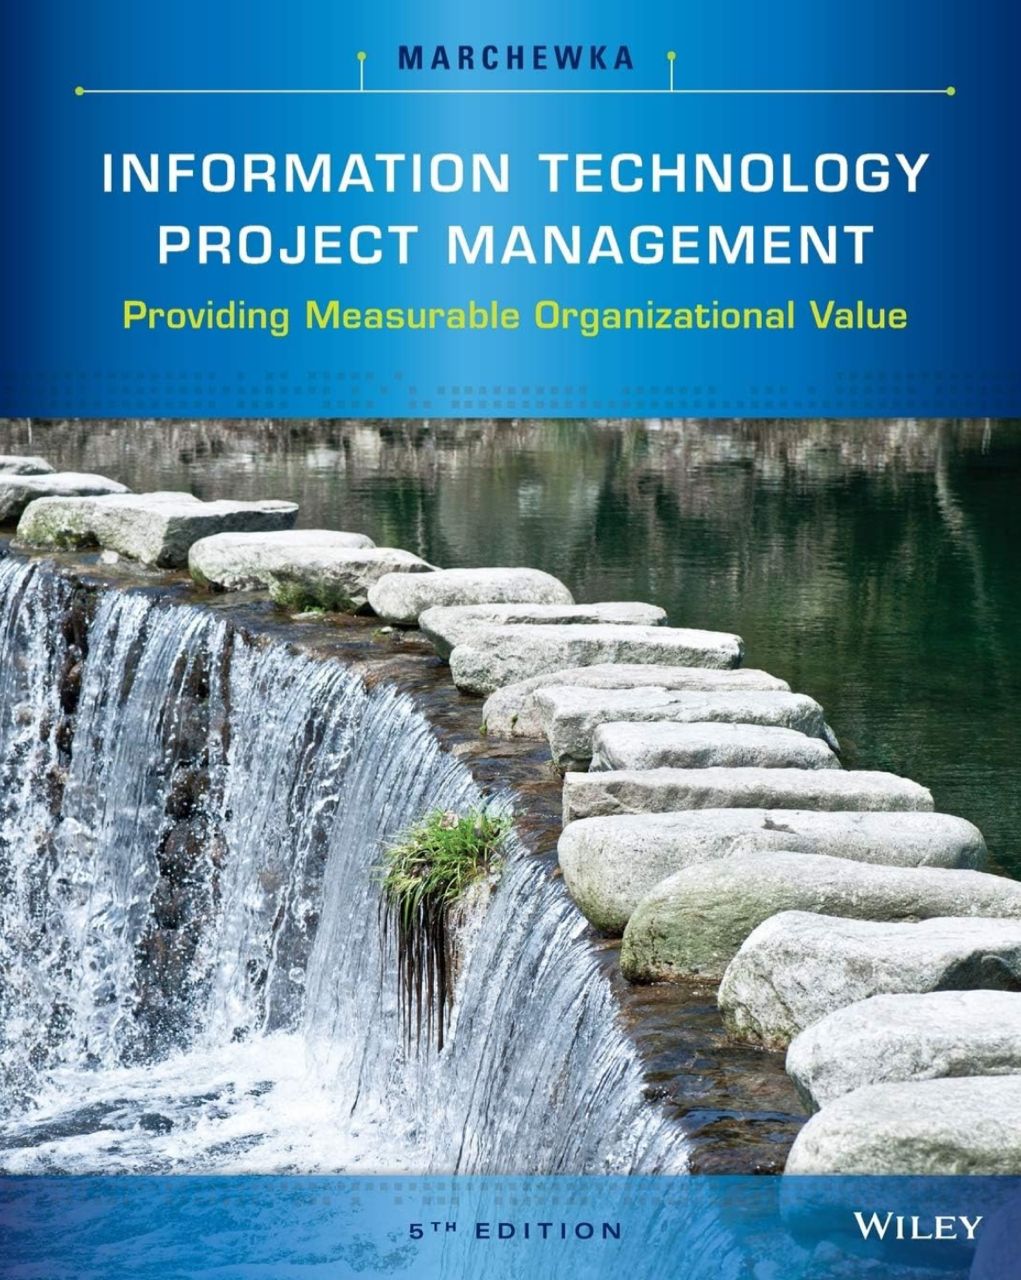 MARCHEWKA
INFORMATION TECHNOLOGY
PROJECT MANAGEMENT
Providing Measurable Organizational Value
5TH EDITION
WILEY